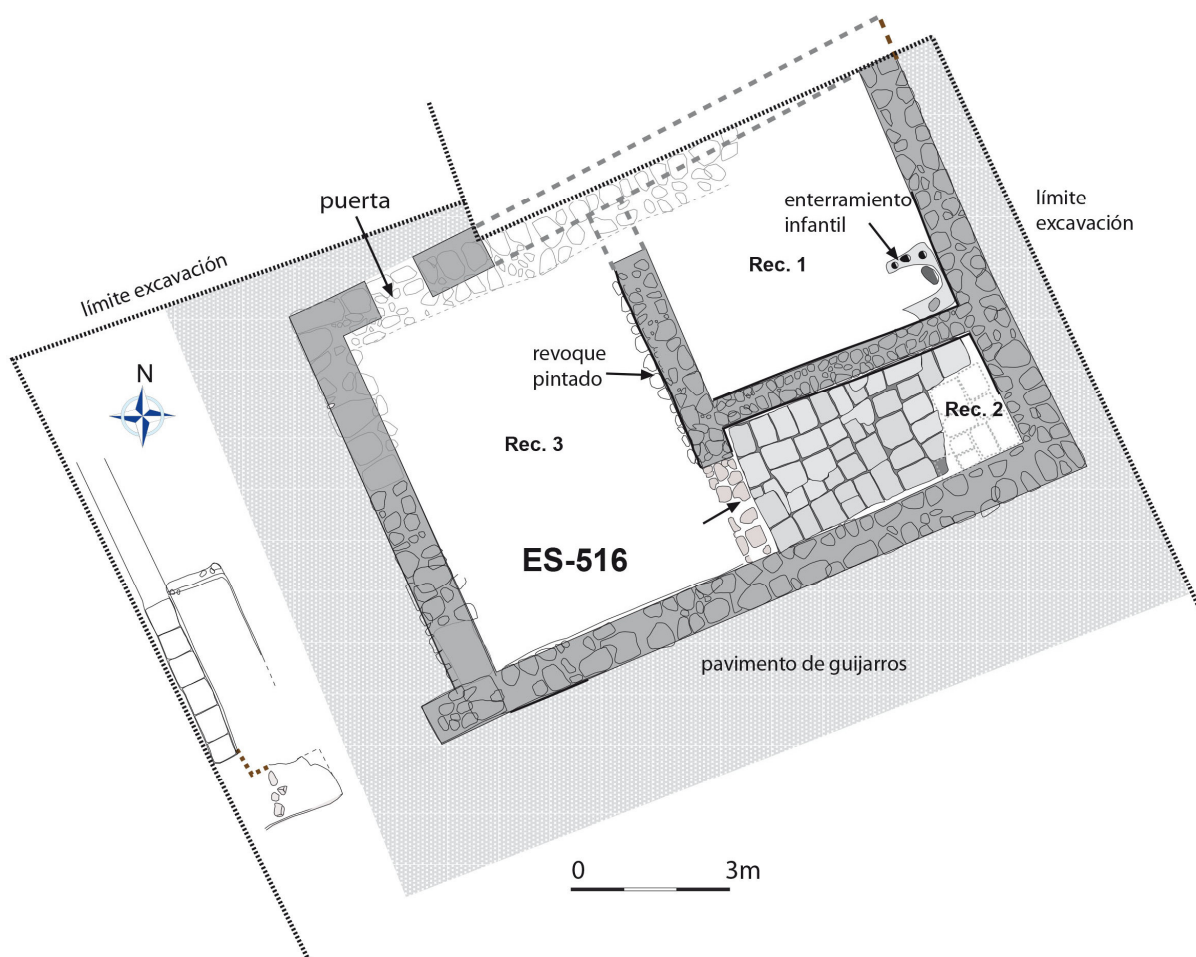 puerta
límite excavación
N
enterramiento
infantil
límite
excavación
Rec. 1
revoque
pintado
Rec. 2
Rec. 3
ES-516
pavimento de guijarros
0 3m